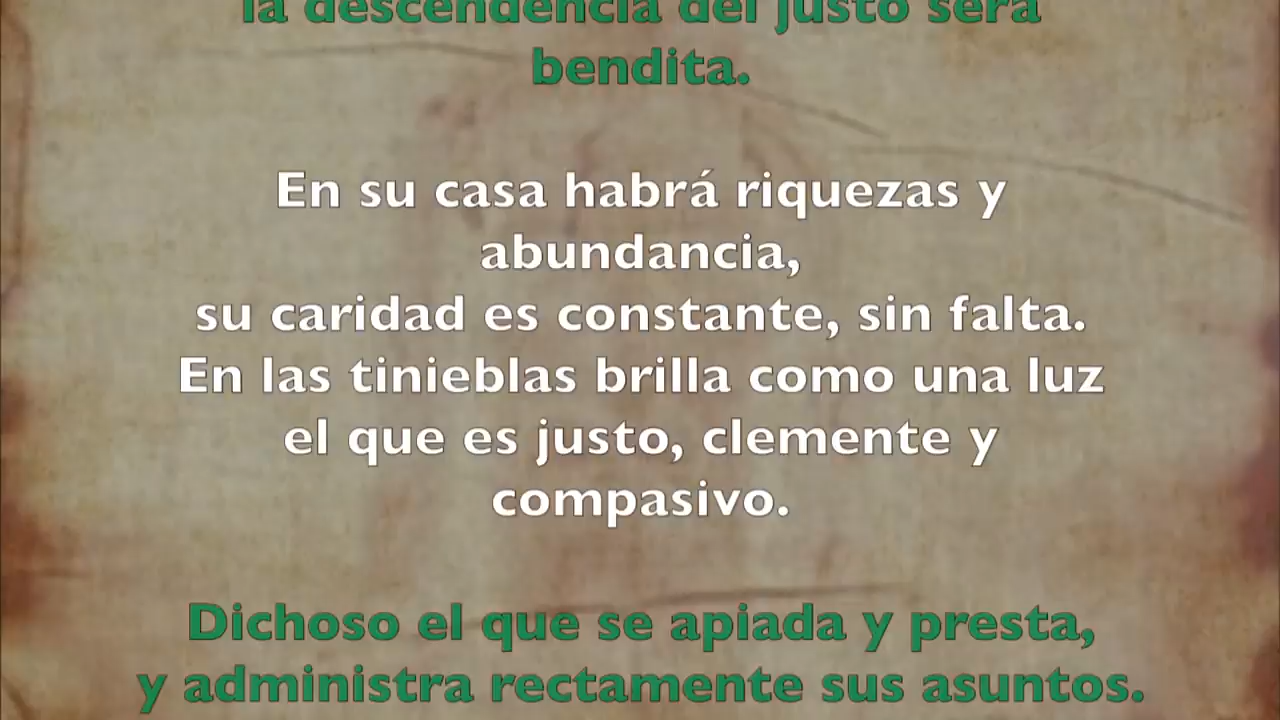 la descendencia del justo será
bendita.
En su casa habrá riquezas y
abundancia,
su caridad es constante, sin falta.
En las tinieblas brilla como una luz
el que es justo, clemente y
compasivo.
Dichoso el que se apiada y presta,
y administra rectamente sus asuntos.